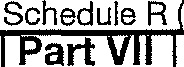 Schedule R (
Part VII